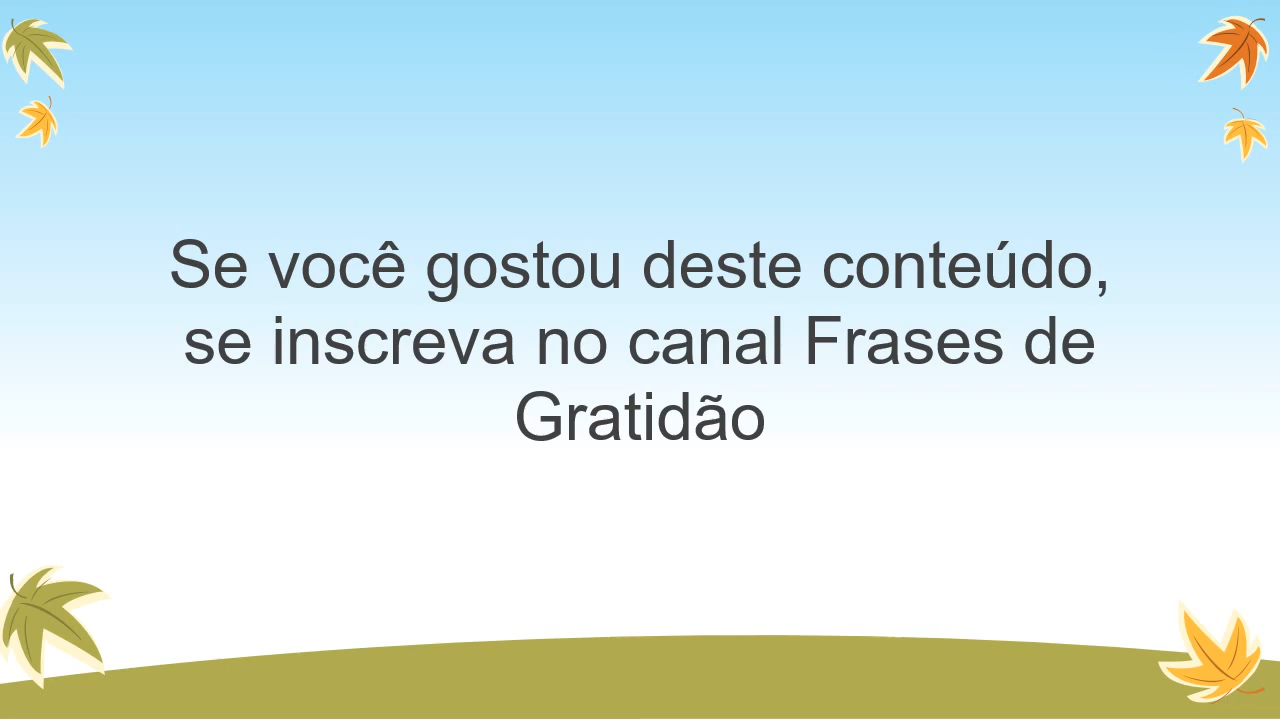 Se você gostou deste conteúdo,
se inscreva no canal Frases de
Gratidão